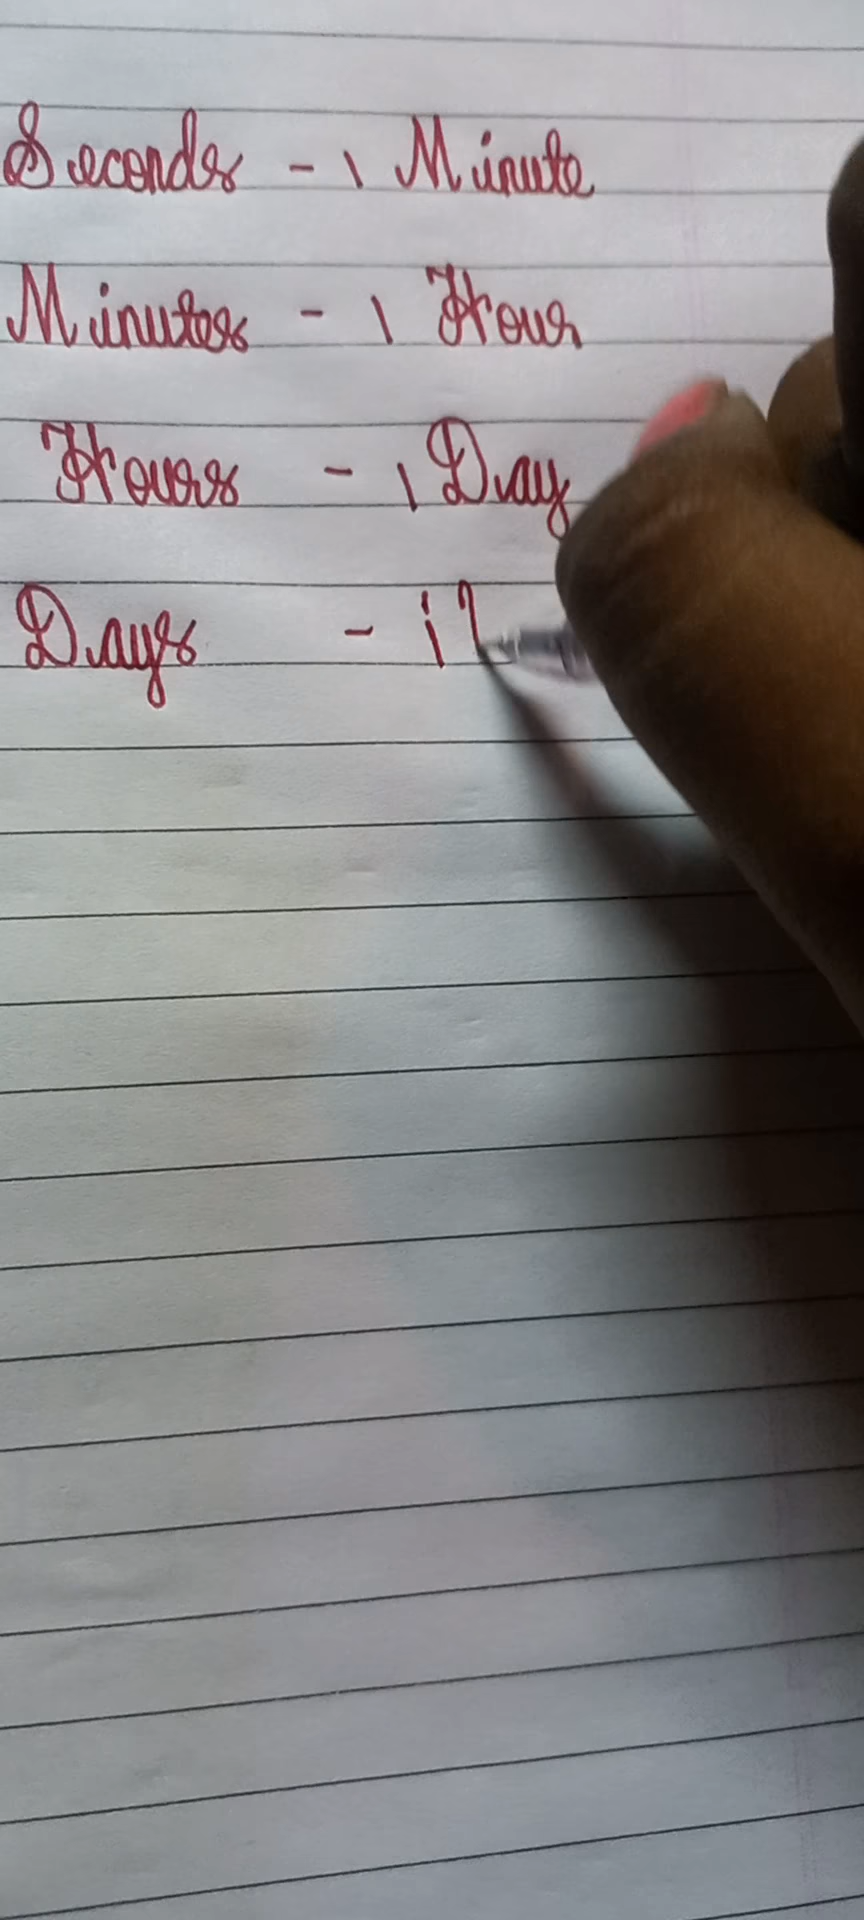 Seconds - 1 Minute
Minutes - 1 Hour
Hours - 1 Day
Days - 1